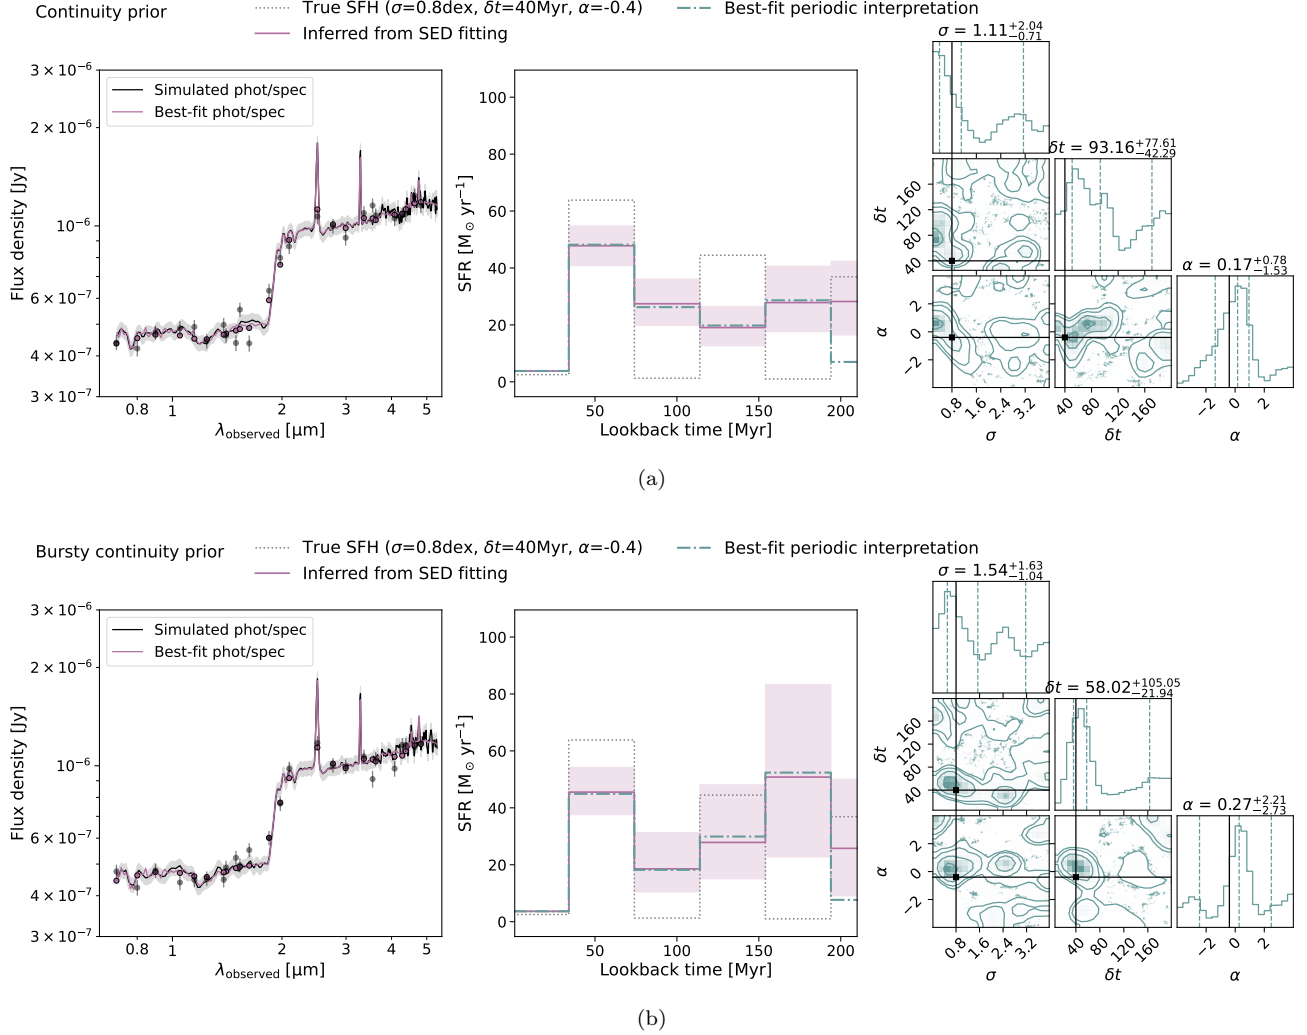 Continuity prior
True SFH (σ=0.8dex, δt=40Myr, α=-0.4)
Best-fit periodic interpretation
Inferred from SED fitting
Simulated phot/spec
Best-fit phot/spec
3 × 10⁻⁶
2 × 10⁻⁶
10⁻⁶
6 × 10⁻⁷
4 × 10⁻⁷
3 × 10⁻⁷
Flux density [Jy]
0.8 1 2 3 4 5
λobserved [μm]
100
80
60
40
20
0
SFR [M⊙ yr⁻¹]
50 100 150 200
Lookback time [Myr]
σ = 1.11+2.04−0.71
δt = 93.16+77.61−42.29
α = 0.17+0.78−1.53
δt
160
120
80
40
α
2
0
−2
0.8 1.6 2.4 3.2
40 80 120 160
−2 0 2
σ δt α
(a)
Bursty continuity prior
True SFH (σ=0.8dex, δt=40Myr, α=-0.4)
Best-fit periodic interpretation
Inferred from SED fitting
Simulated phot/spec
Best-fit phot/spec
3 × 10⁻⁶
2 × 10⁻⁶
10⁻⁶
6 × 10⁻⁷
4 × 10⁻⁷
3 × 10⁻⁷
Flux density [Jy]
0.8 1 2 3 4 5
λobserved [μm]
100
80
60
40
20
0
SFR [M⊙ yr⁻¹]
50 100 150 200
Lookback time [Myr]
σ = 1.54+1.63−1.04
δt = 58.02+105.05−21.94
α = 0.27+2.21−2.73
δt
160
120
80
40
α
2
0
−2
0.8 1.6 2.4 3.2
40 80 120 160
−2 0 2
σ δt α
(b)